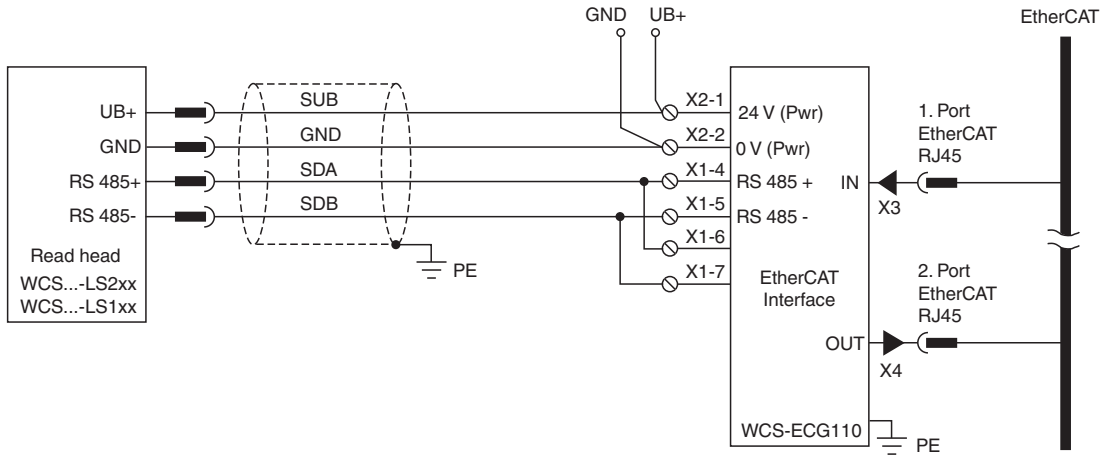 GND UB+
EtherCAT
UB+
GND
RS 485+
RS 485-
Read head
WCS...-LS2xx
WCS...-LS1xx
SUB
GND
SDA
SDB
PE
X2-1
X2-2
X1-4
X1-5
X1-6
X1-7
24 V (Pwr)
0 V (Pwr)
RS 485 +
RS 485 -
IN
EtherCAT
Interface
OUT
WCS-ECG110
PE
1. Port
EtherCAT
RJ45
X3
2. Port
EtherCAT
RJ45
X4